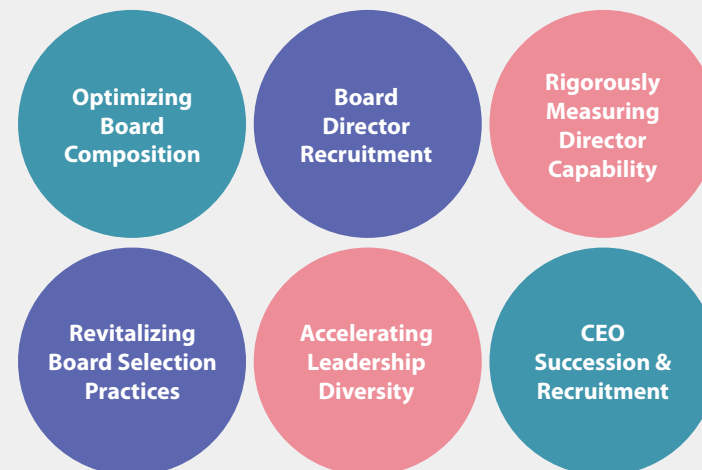 Optimizing
Board
Composition
Board
Director
Recruitment
Rigorously
Measuring
Director
Capability
Revitalizing
Board Selection
Practices
Accelerating
Leadership
Diversity
CEO
Succession &
Recruitment